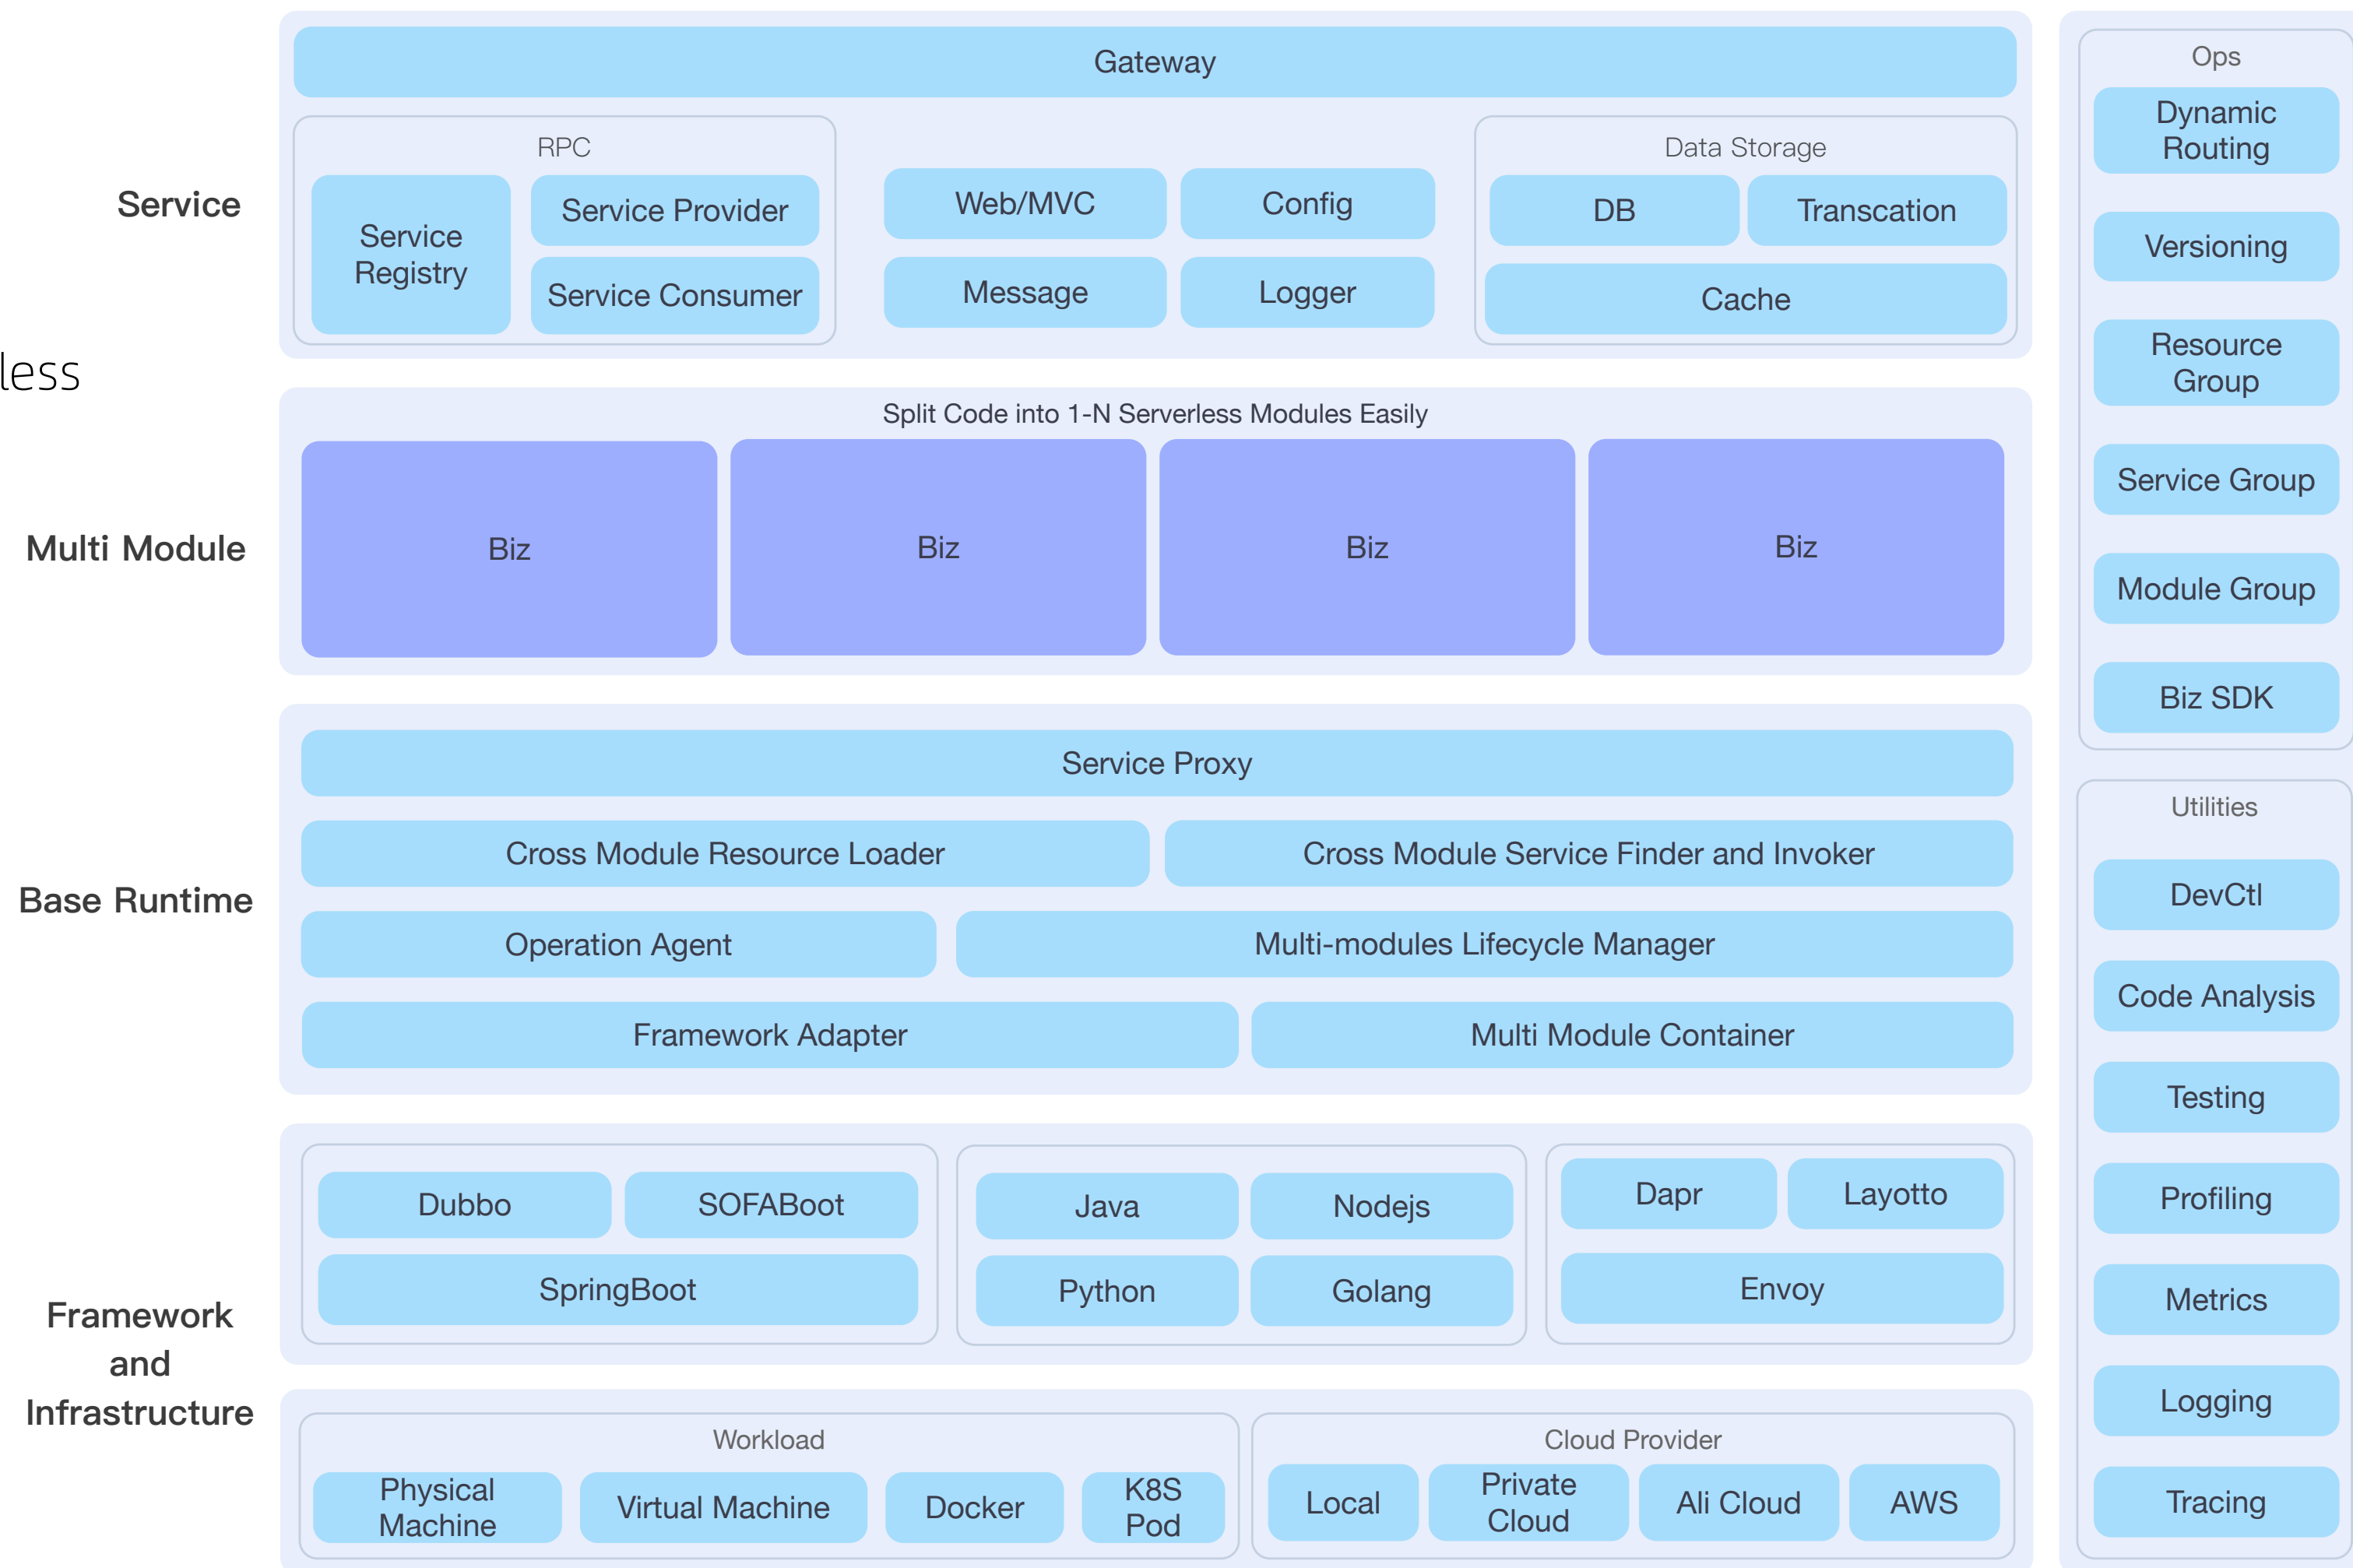 Gateway
Service
RPC
Service
Registry
Service Provider
Service Consumer
Web/MVC
Config
Message
Logger
Data Storage
DB
Transcation
Cache
less
Multi Module
Split Code into 1-N Serverless Modules Easily
Biz
Biz
Biz
Biz
Base Runtime
Service Proxy
Cross Module Resource Loader
Cross Module Service Finder and Invoker
Operation Agent
Multi-modules Lifecycle Manager
Framework Adapter
Multi Module Container
Framework
and
Infrastructure
Dubbo
SOFABoot
SpringBoot
Java
Nodejs
Python
Golang
Dapr
Layotto
Envoy
Workload
Physical
Machine
Virtual Machine
Docker
K8S
Pod
Cloud Provider
Local
Private
Cloud
Ali Cloud
AWS
Ops
Dynamic
Routing
Versioning
Resource
Group
Service Group
Module Group
Biz SDK
Utilities
DevCtl
Code Analysis
Testing
Profiling
Metrics
Logging
Tracing